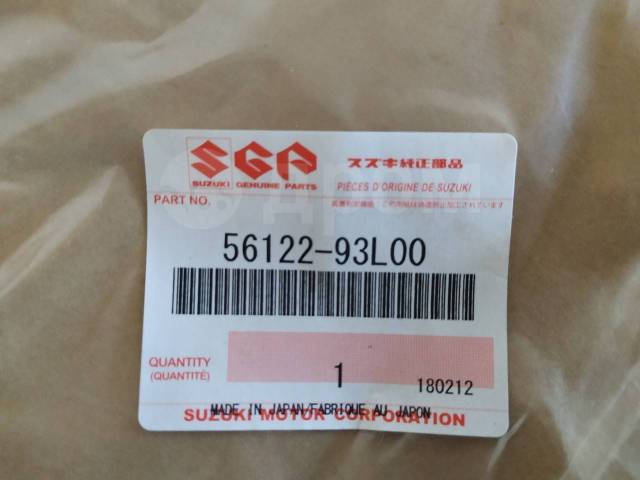 SGP
SUZUKI GENUINE PARTS
スズキ純正部品
PIÈCES D'ORIGINE DE SUZUKI
PART NO.
56122-93L00
QUANTITY
(QUANTITÉ)
1
180212
MADE IN JAPAN/FABRIQUE AU JAPON
SUZUKI MOTOR CORPORATION